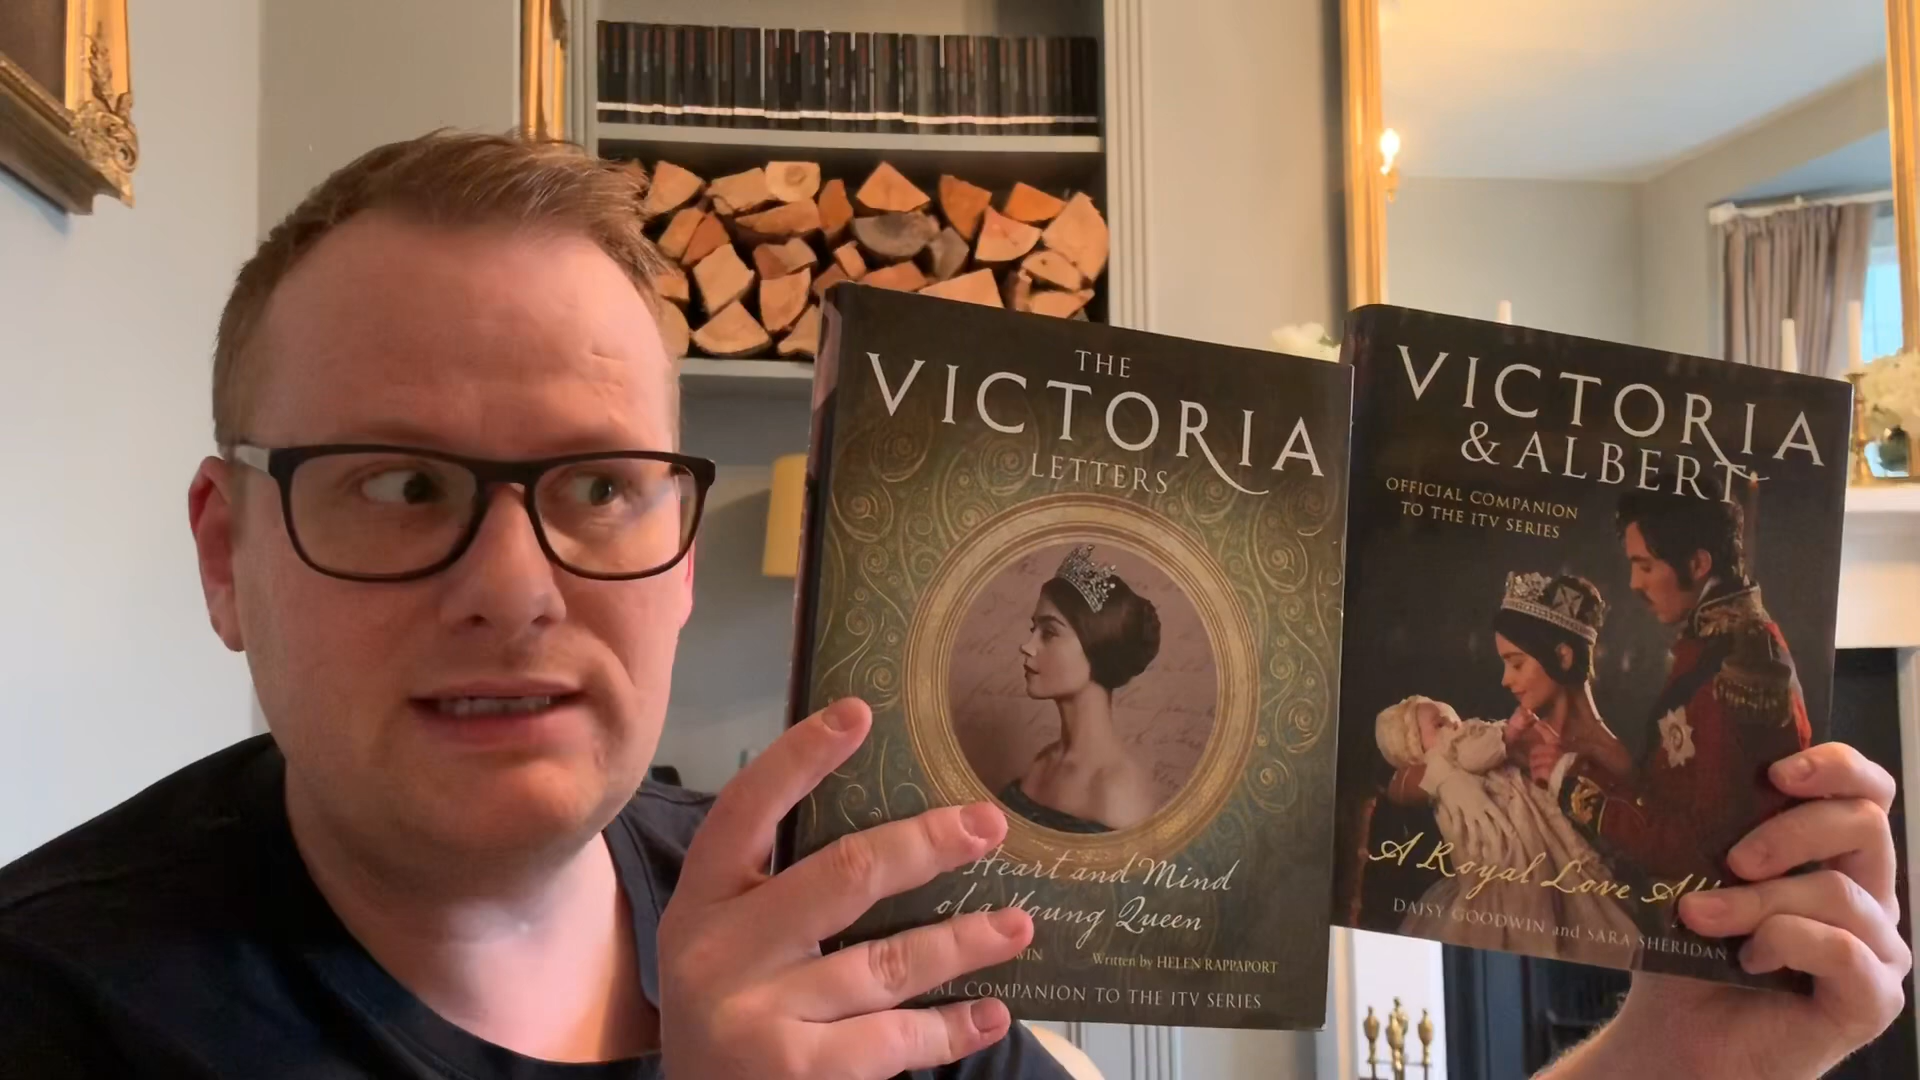 THE
VICTORIA
LETTERS
Heart and Mind
of a Young Queen
Written by HELEN RAPPAPORT
COMPANION TO THE ITV SERIES
VICTORIA
& ALBERT
OFFICIAL COMPANION
TO THE ITV SERIES
A Royal Love
DAISY GOODWIN and SARA SHERIDAN